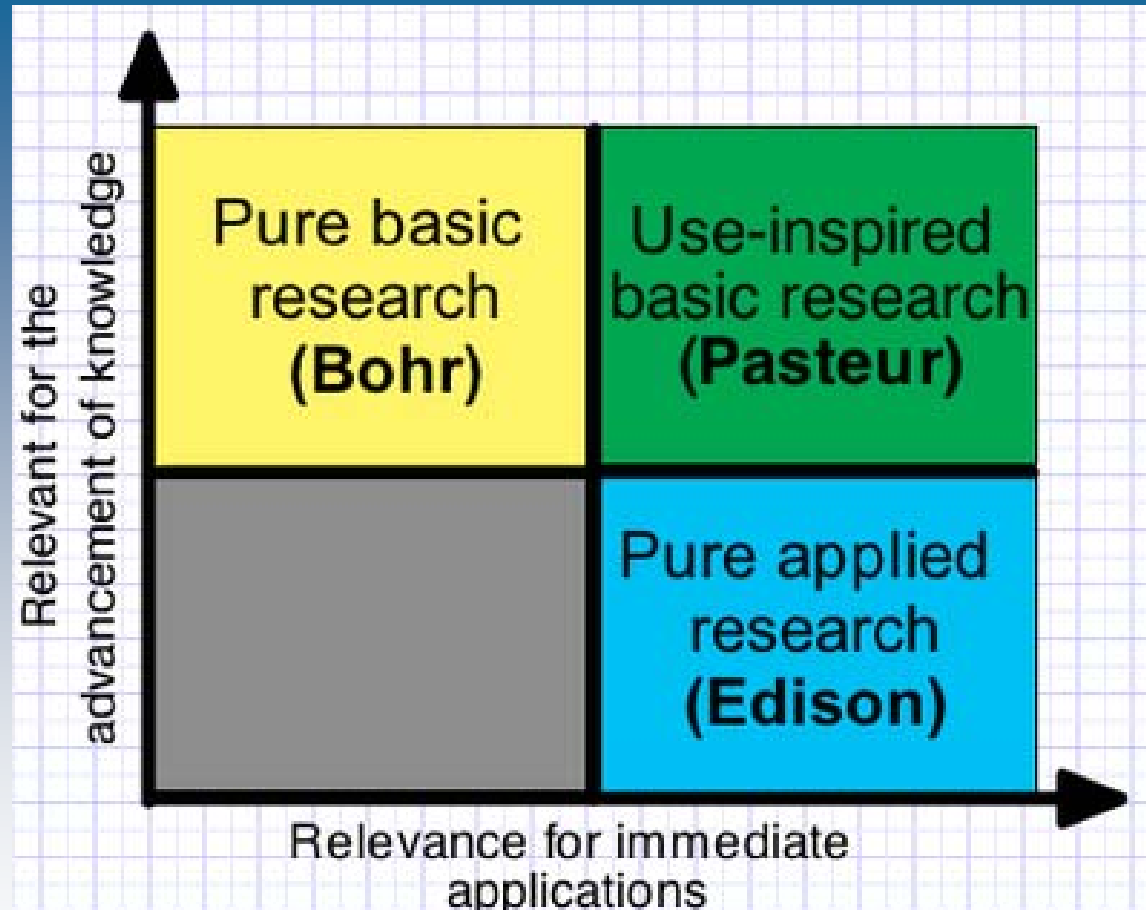 Relevant for the
advancement of knowledge
Pure basic
research
(Bohr)
Use-inspired
basic research
(Pasteur)
Pure applied
research
(Edison)
Relevance for immediate
applications